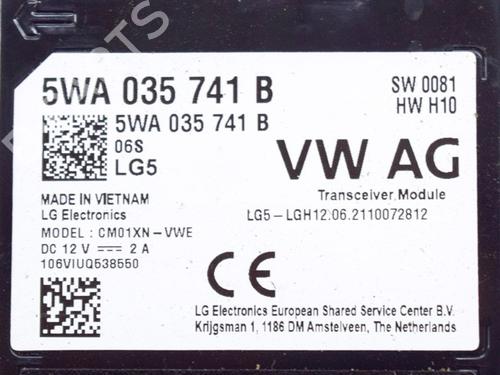 5WA 035 741 B
SW 0081
HW H10
5WA 035 741 B
06S
LG5
VW AG
Transceiver Module
LG5-LGH12:06.2110072812
MADE IN VIETNAM
LG Electronics
MODEL : CM01XN-VWE
DC 12 V ⎓ 2 A
106VIUQ538550
CE
LG Electronics European Shared Service Center B.V.
Krijgsman 1, 1186 DM Amstelveen, The Netherlands